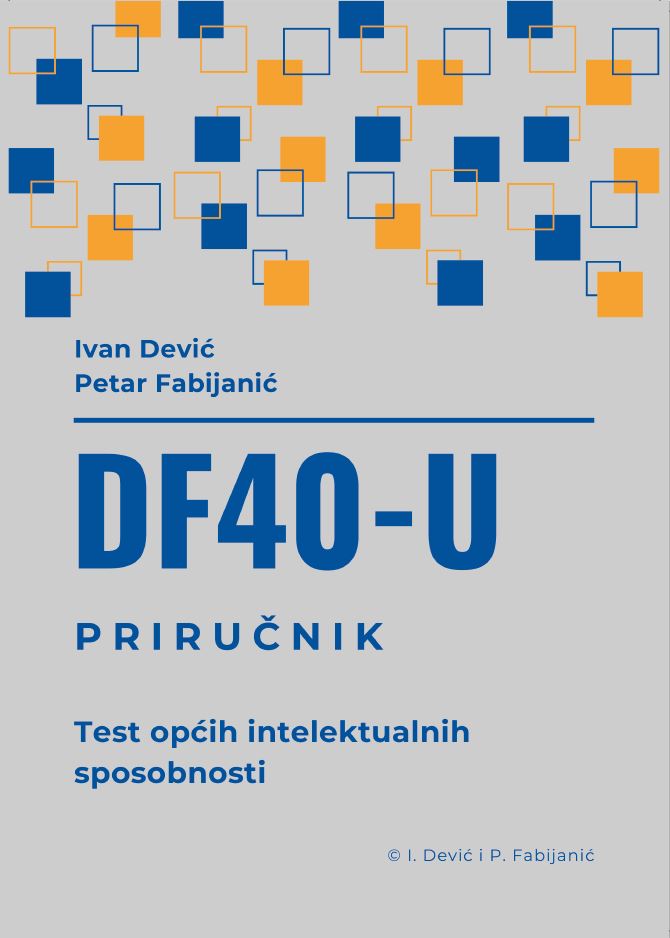 Ivan Dević
Petar Fabijanić
DF40-U
PRIRUČNIK
Test općih intelektualnih
sposobnosti
© I. Dević i P. Fabijanić